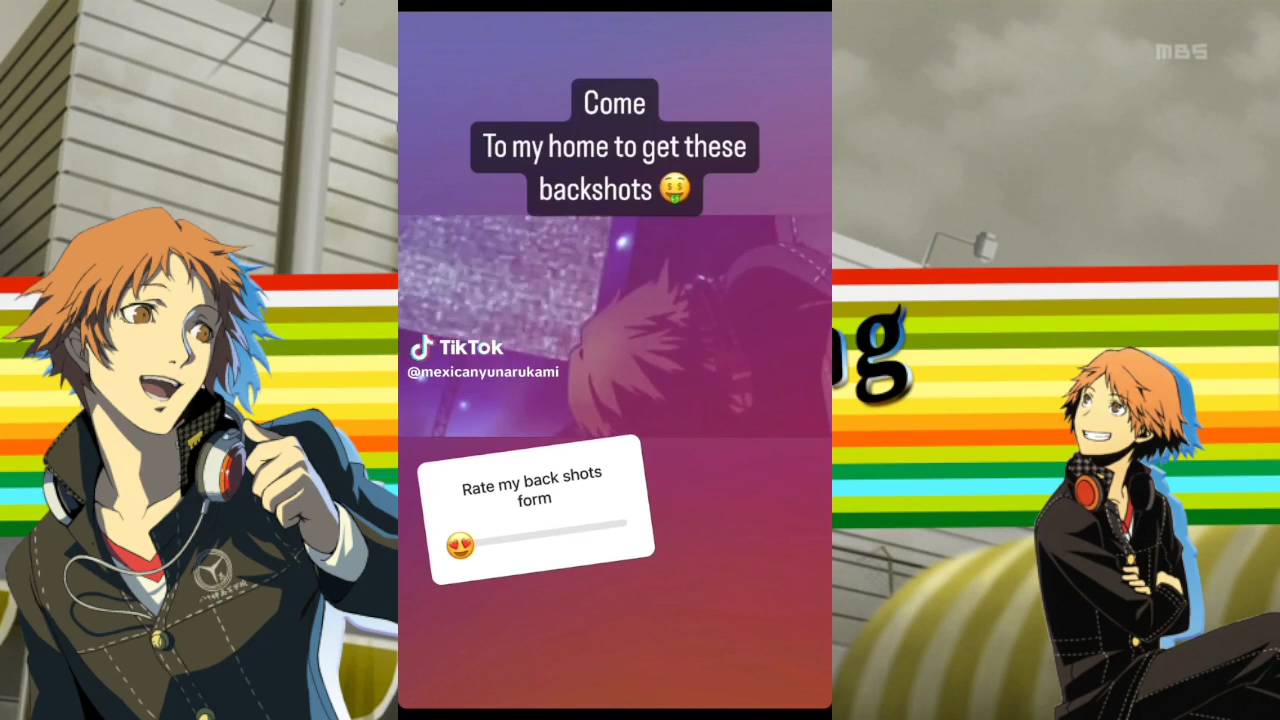 MBS
Come
To my home to get these
backshots 🤑
TikTok
@mexicanyunarukami
Rate my back shots
form
g